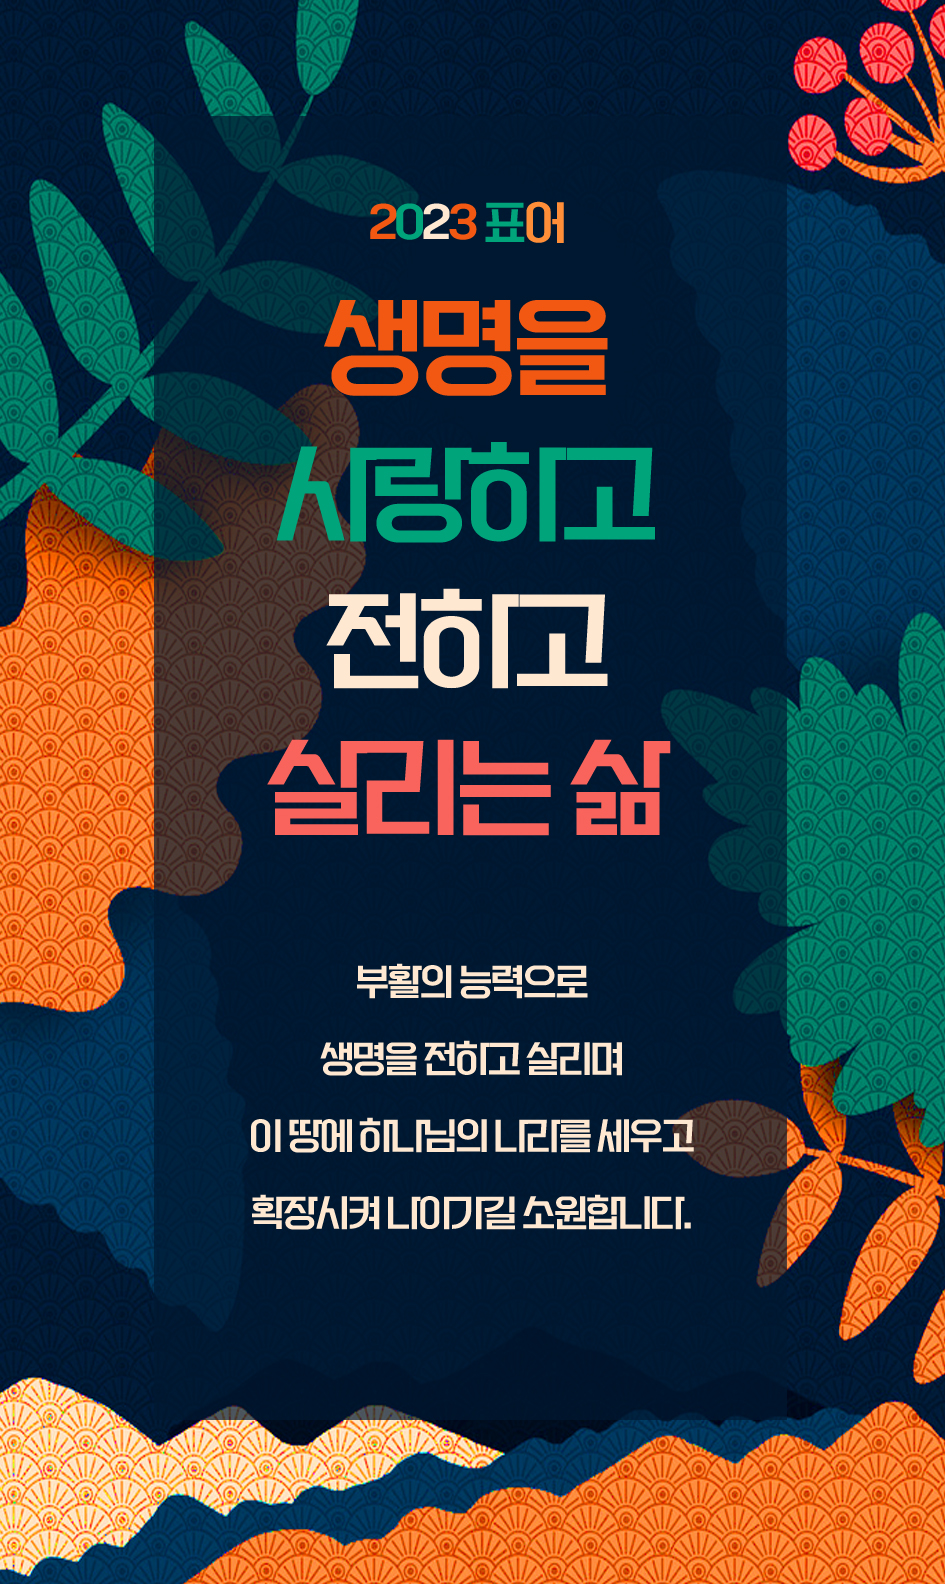 2023 표어
생명을
사랑하고
전하고
살리는 삶
부활의 능력으로
생명을 전하고 살리며
이 땅에 하나님의 나라를 세우고
확장시켜 나아가길 소원합니다.